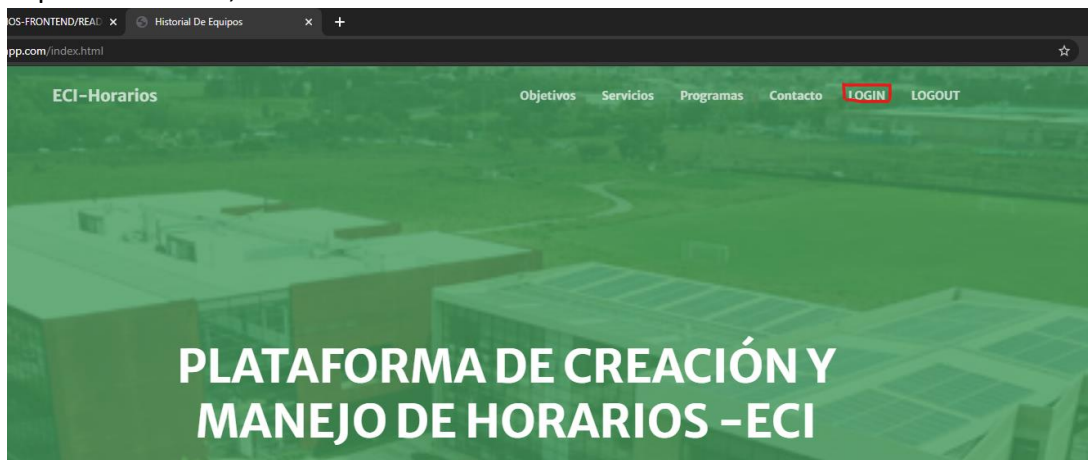 OS-FRONTEND/READ
Historial De Equipos
pp.com/index.html
ECI-Horarios
Objetivos Servicios Programas Contacto LOGIN LOGOUT
PLATAFORMA DE CREACIÓN Y
MANEJO DE HORARIOS -ECI